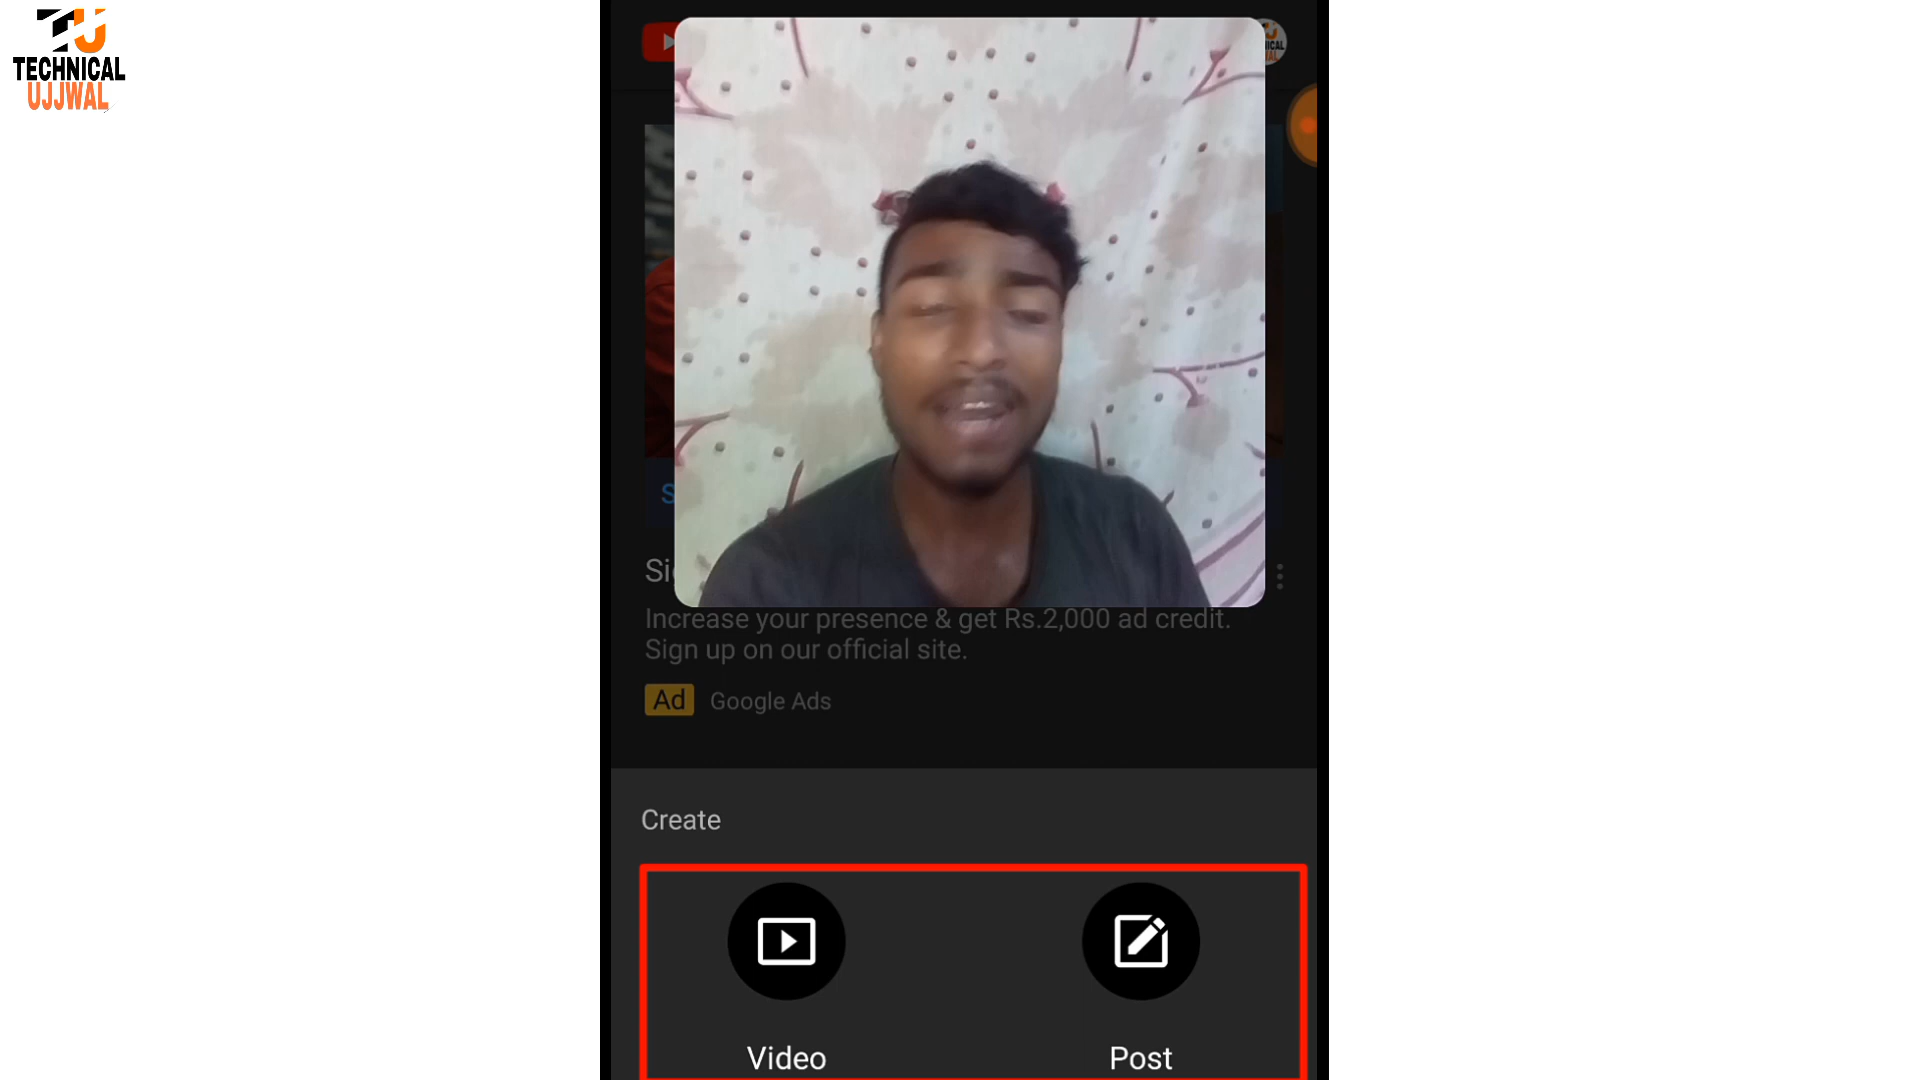 TECHNICAL
UJJWAL
Increase your presence & get Rs.2,000 ad credit.
Sign up on our official site.
Ad Google Ads
Create
Video Post